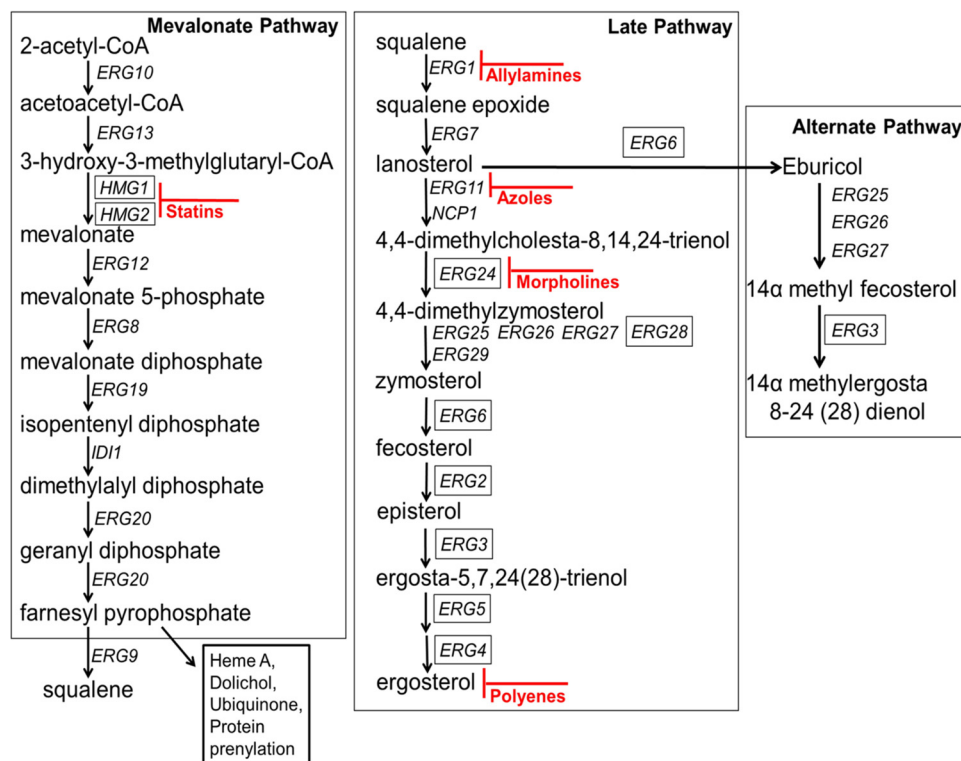 Mevalonate Pathway
2-acetyl-CoA
ERG10
acetoacetyl-CoA
ERG13
3-hydroxy-3-methylglutaryl-CoA
HMG1
HMG2
Statins
mevalonate
ERG12
mevalonate 5-phosphate
ERG8
mevalonate diphosphate
ERG19
isopentenyl diphosphate
IDI1
dimethylalyl diphosphate
ERG20
geranyl diphosphate
ERG20
farnesyl pyrophosphate
ERG9
squalene
Heme A,
Dolichol,
Ubiquinone,
Protein
prenylation
Late Pathway
squalene
ERG1
Allylamines
squalene epoxide
ERG7
lanosterol
ERG6
ERG11
Azoles
NCP1
4,4-dimethylcholesta-8,14,24-trienol
ERG24
Morpholines
4,4-dimethylzymosterol
ERG25 ERG26 ERG27 ERG28
ERG29
zymosterol
ERG6
fecosterol
ERG2
episterol
ERG3
ergosta-5,7,24(28)-trienol
ERG5
ERG4
ergosterol
Polyenes
Alternate Pathway
Eburicol
ERG25
ERG26
ERG27
14α methyl fecosterol
ERG3
14α methylergosta
8-24 (28) dienol